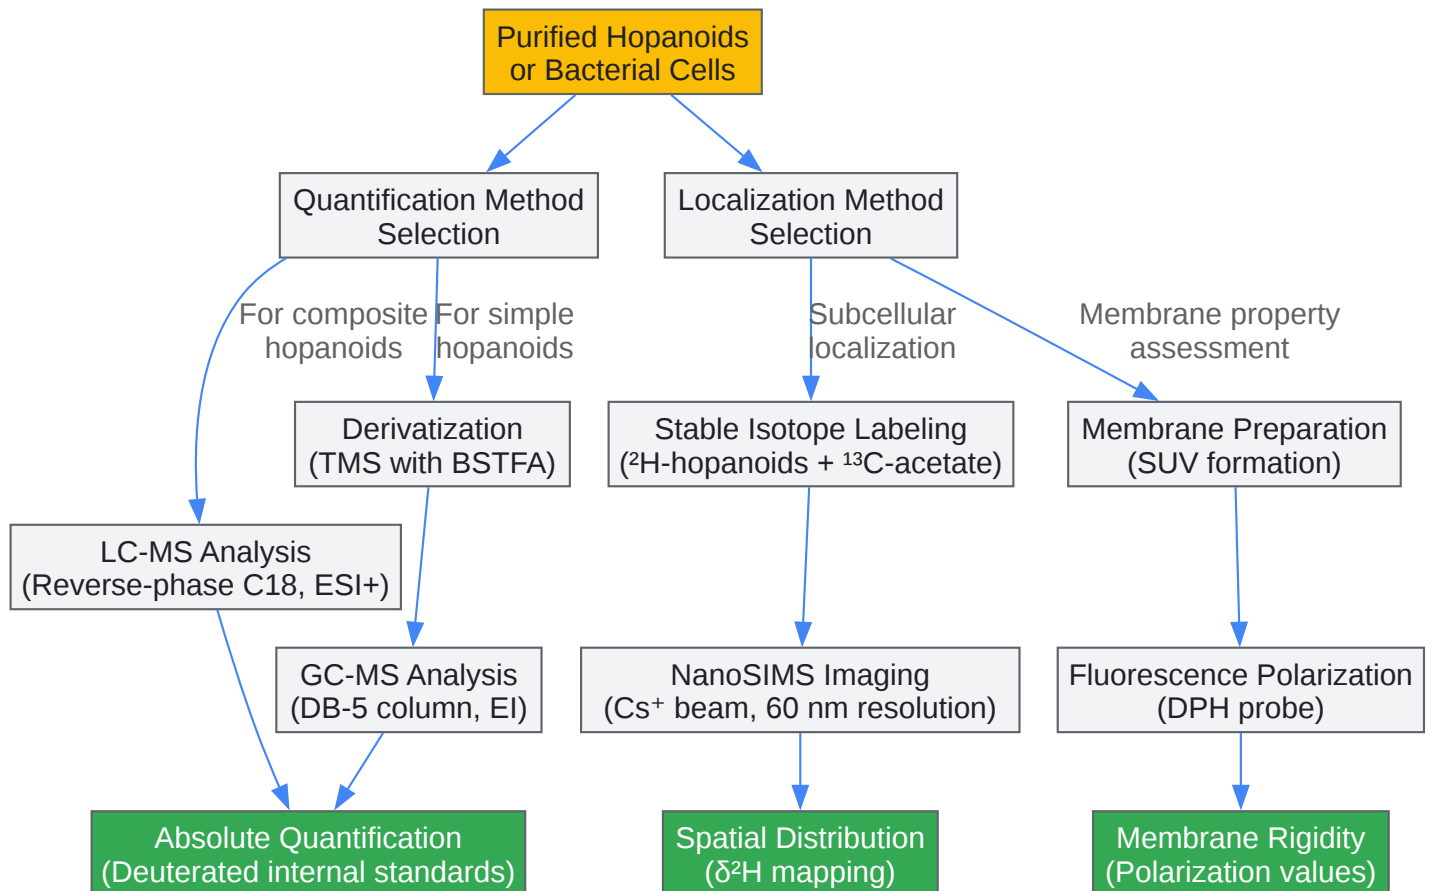 Purified Hopanoids
or Bacterial Cells
Quantification Method
Selection
Localization Method
Selection
For composite
hopanoids
For simple
hopanoids
Subcellular
localization
Membrane property
assessment
Derivatization
(TMS with BSTFA)
Stable Isotope Labeling
(²H-hopanoids + ¹³C-acetate)
Membrane Preparation
(SUV formation)
LC-MS Analysis
(Reverse-phase C18, ESI+)
GC-MS Analysis
(DB-5 column, EI)
NanoSIMS Imaging
(Cs⁺ beam, 60 nm resolution)
Fluorescence Polarization
(DPH probe)
Absolute Quantification
(Deuterated internal standards)
Spatial Distribution
(δ²H mapping)
Membrane Rigidity
(Polarization values)